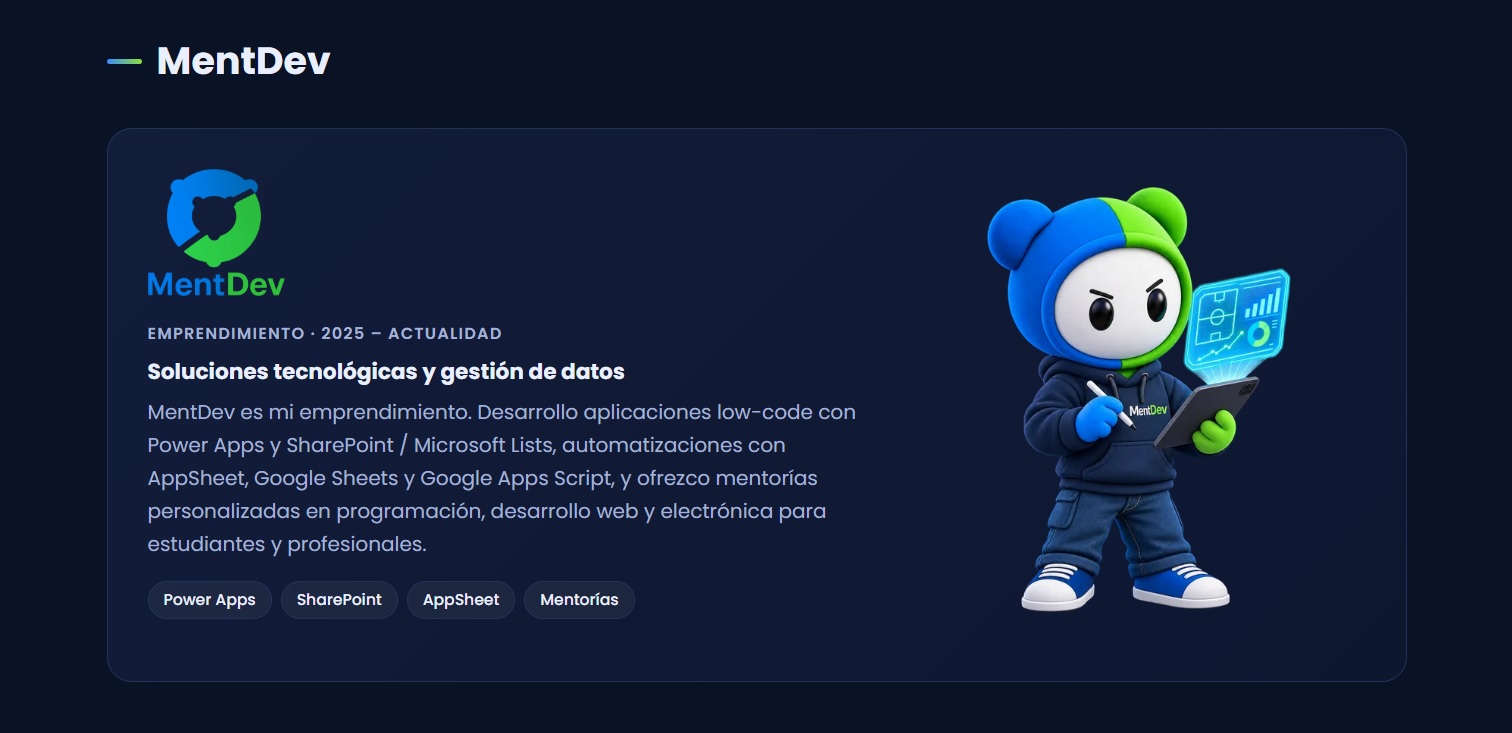 MentDev
MentDev
EMPRENDIMIENTO · 2025 – ACTUALIDAD
Soluciones tecnológicas y gestión de datos
MentDev es mi emprendimiento. Desarrollo aplicaciones low-code con
Power Apps y SharePoint / Microsoft Lists, automatizaciones con
AppSheet, Google Sheets y Google Apps Script, y ofrezco mentorías
personalizadas en programación, desarrollo web y electrónica para
estudiantes y profesionales.
Power Apps
SharePoint
AppSheet
Mentorías
MentDev